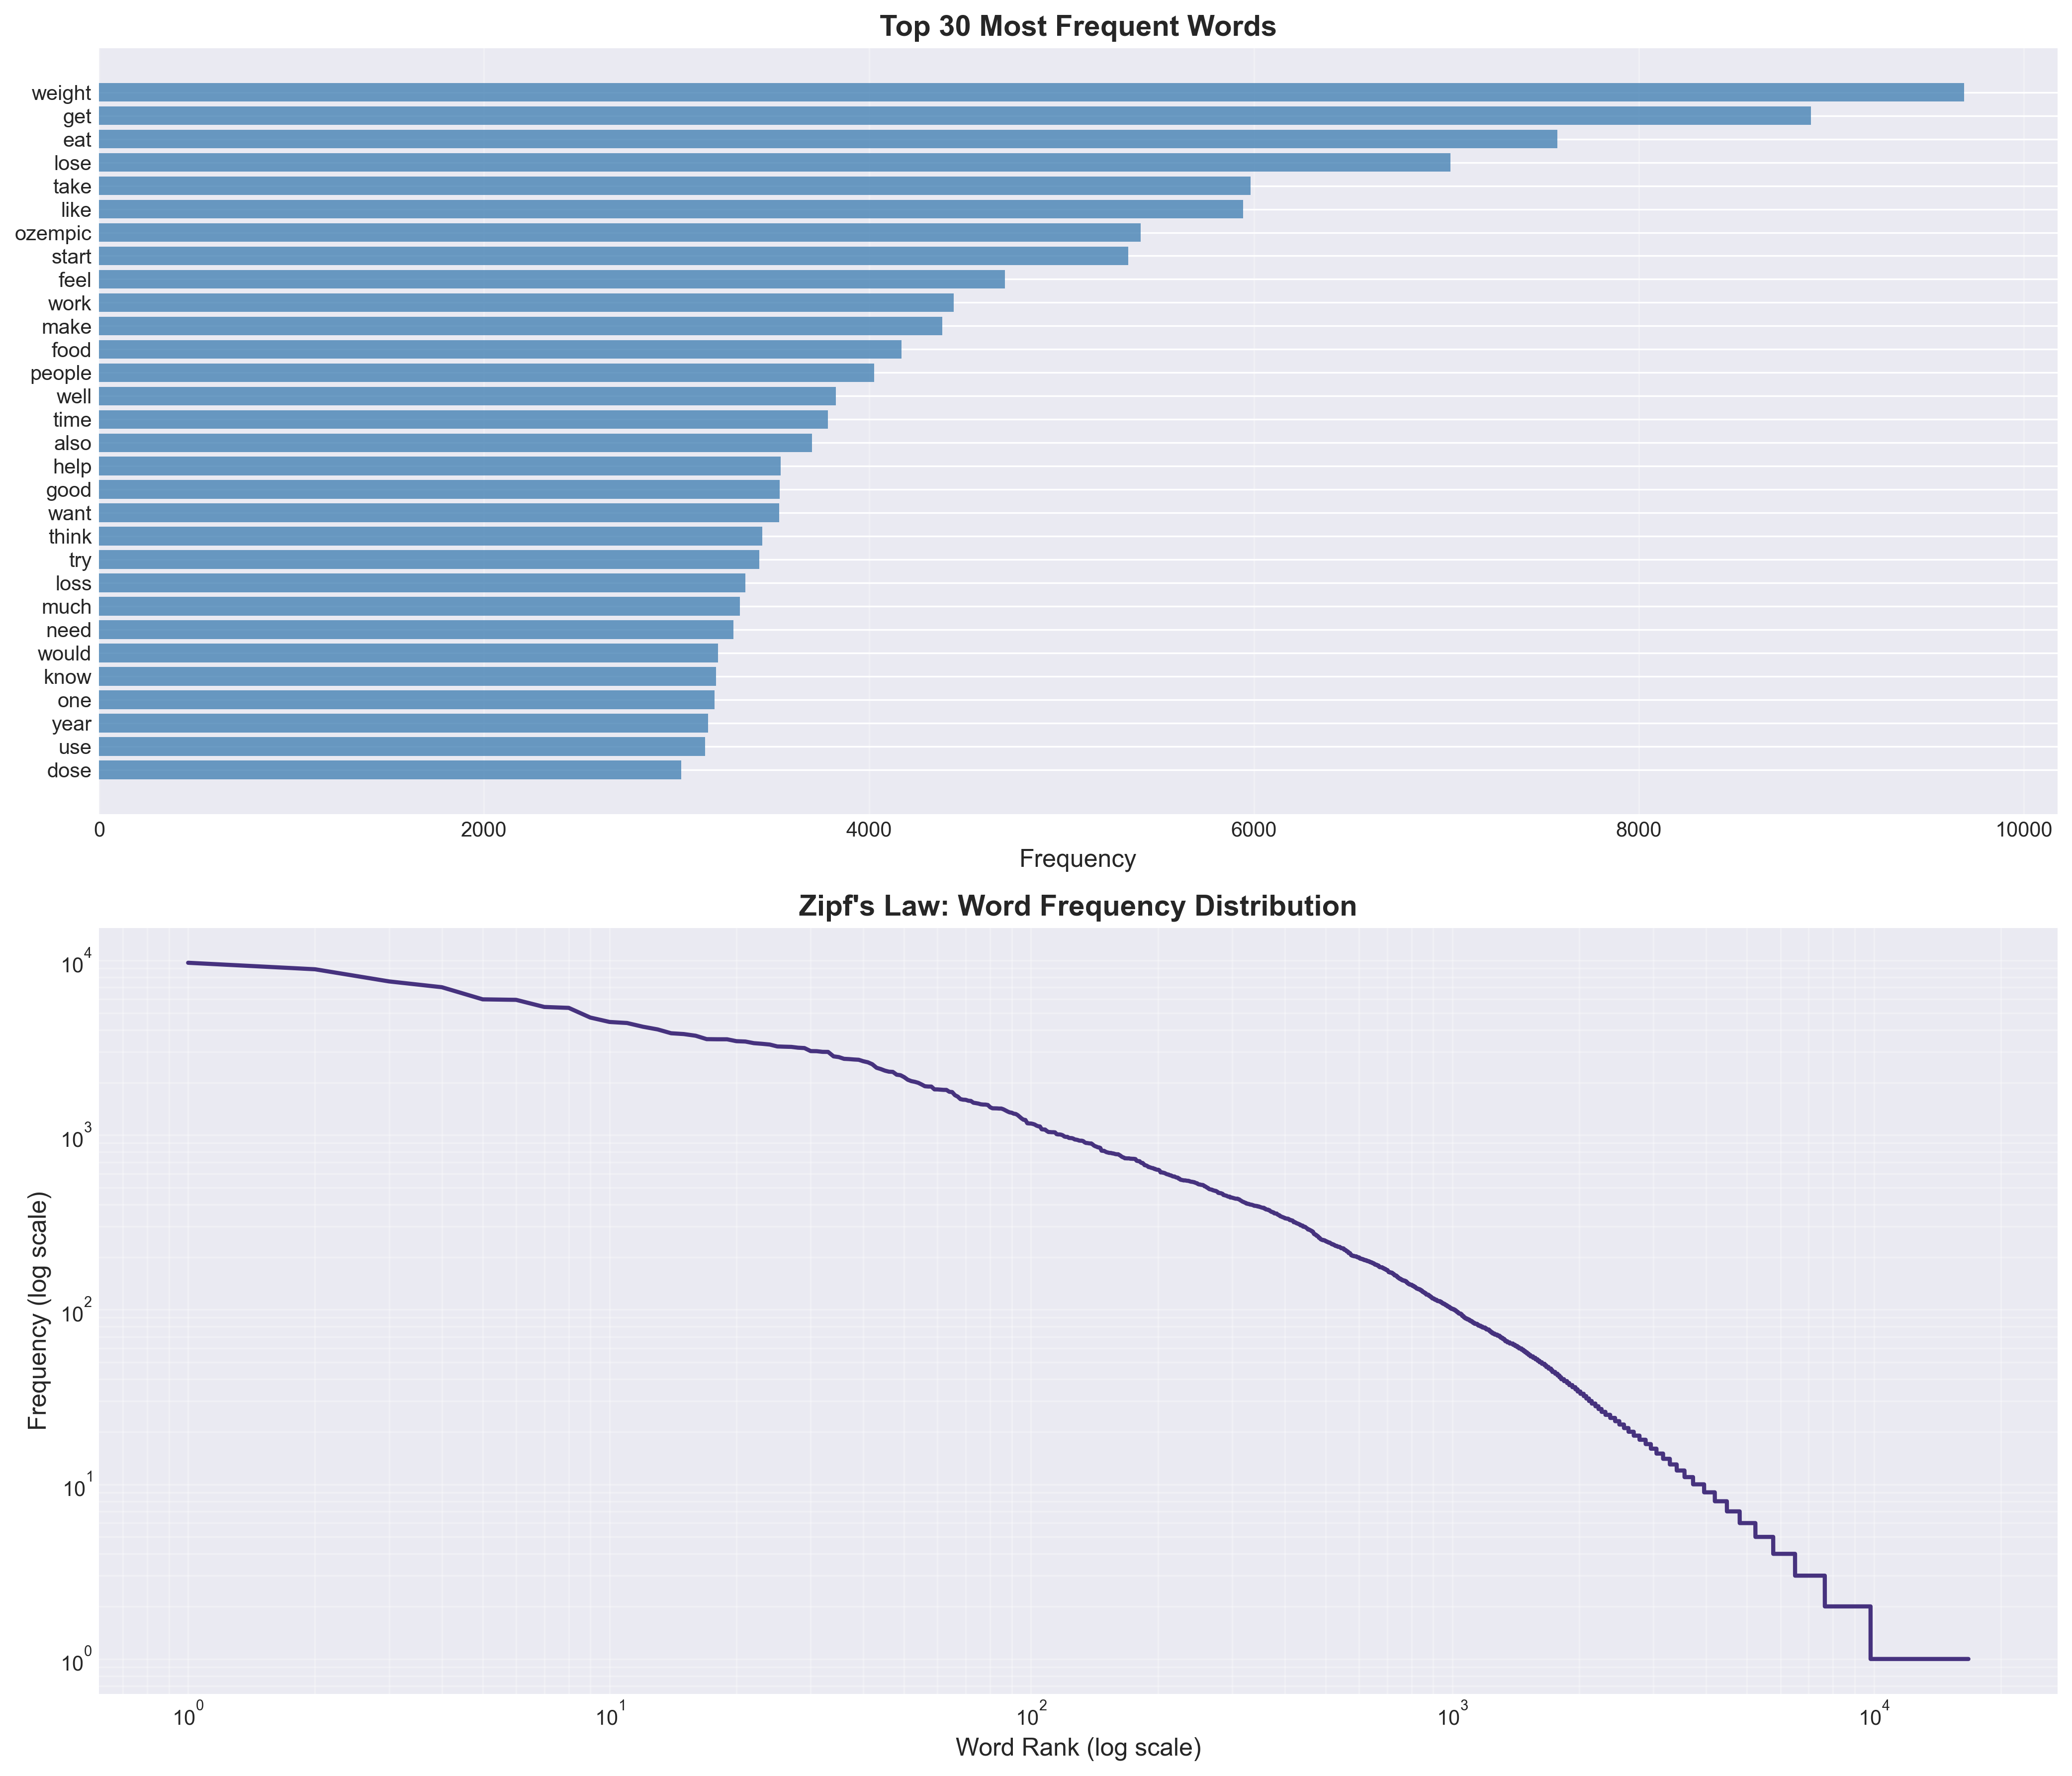 Top 30 Most Frequent Words
weight
get
eat
lose
take
like
ozempic
start
feel
work
make
food
people
well
time
also
help
good
want
think
try
loss
much
need
would
know
one
year
use
dose
0 2000 4000 6000 8000 10000
Frequency
Zipf's Law: Word Frequency Distribution
Frequency (log scale)
10^4
10^3
10^2
10^1
10^0
10^0 10^1 10^2 10^3 10^4
Word Rank (log scale)